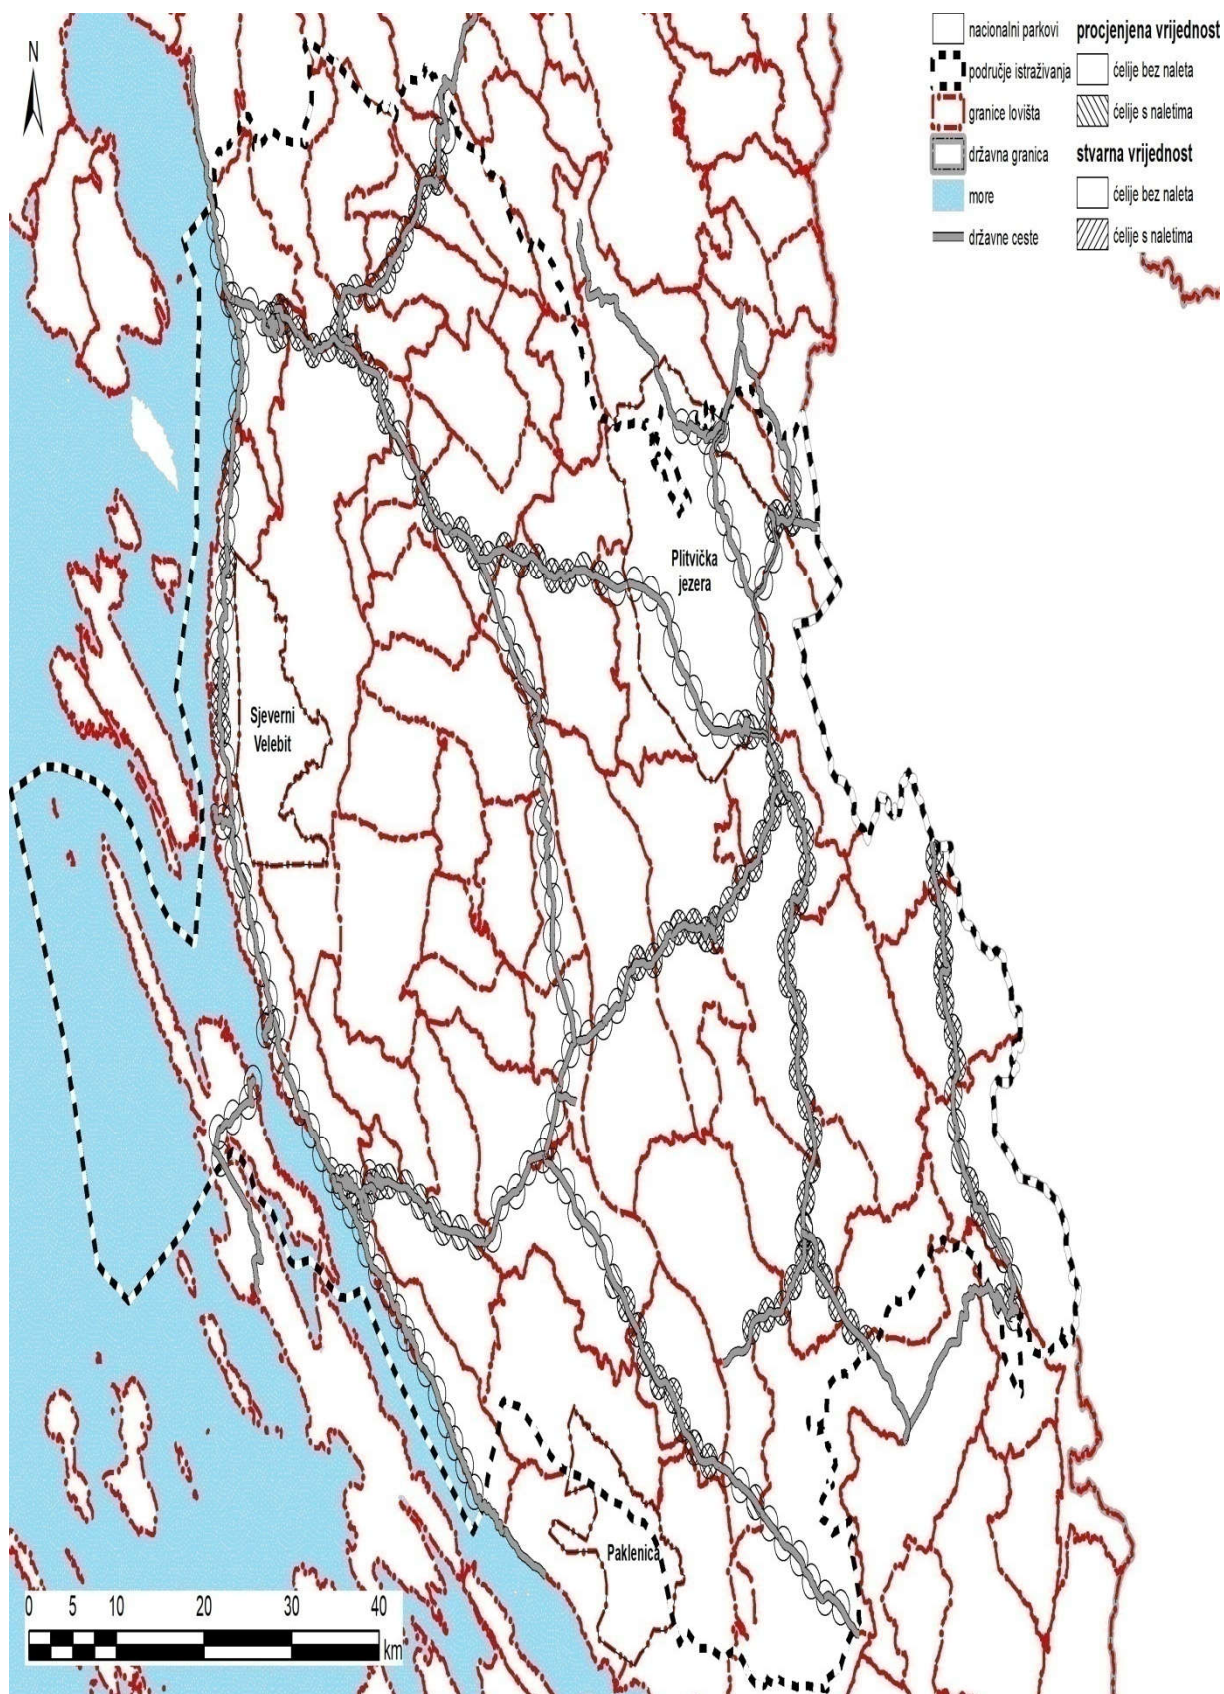 N
nacionalni parkovi
područje istraživanja
granice lovišta
državna granica
more
državne ceste
procjenjena vrijednost
ćelije bez naleta
ćelije s naletima
stvarna vrijednost
ćelije bez naleta
ćelije s naletima
Plitvička
jezera
Sjeverni
Velebit
Paklenica
0 5 10 20 30 40
km